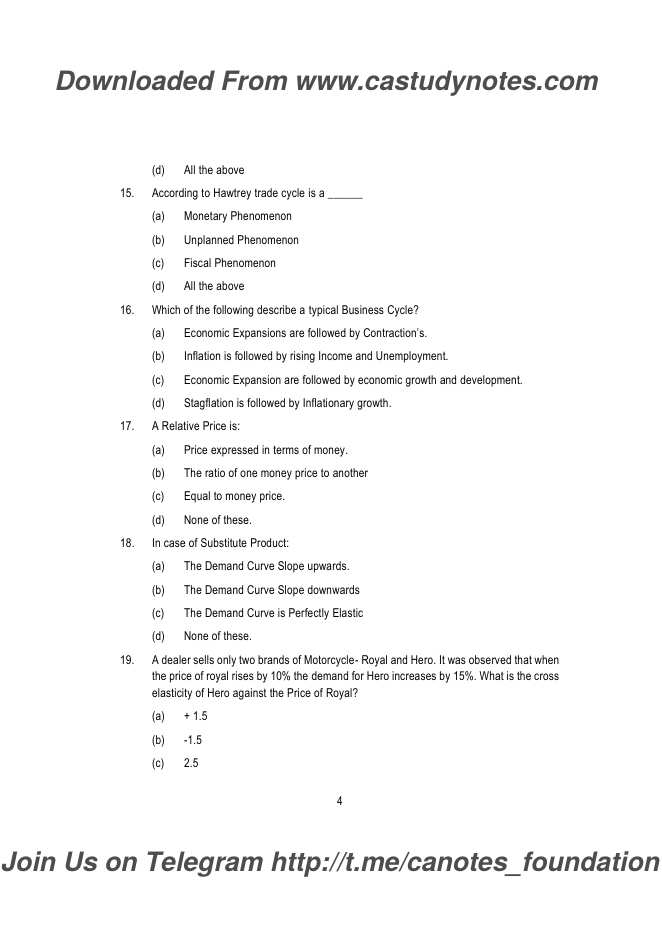 Downloaded From www.castudynotes.com
(d) All the above
15. According to Hawtrey trade cycle is a ______
(a) Monetary Phenomenon
(b) Unplanned Phenomenon
(c) Fiscal Phenomenon
(d) All the above
16. Which of the following describe a typical Business Cycle?
(a) Economic Expansions are followed by Contraction's.
(b) Inflation is followed by rising Income and Unemployment.
(c) Economic Expansion are followed by economic growth and development.
(d) Stagflation is followed by Inflationary growth.
17. A Relative Price is:
(a) Price expressed in terms of money.
(b) The ratio of one money price to another
(c) Equal to money price.
(d) None of these.
18. In case of Substitute Product:
(a) The Demand Curve Slope upwards.
(b) The Demand Curve Slope downwards
(c) The Demand Curve is Perfectly Elastic
(d) None of these.
19. A dealer sells only two brands of Motorcycle- Royal and Hero. It was observed that when
the price of royal rises by 10% the demand for Hero increases by 15%. What is the cross
elasticity of Hero against the Price of Royal?
(a) + 1.5
(b) -1.5
(c) 2.5
4
Join Us on Telegram http://t.me/canotes_foundation